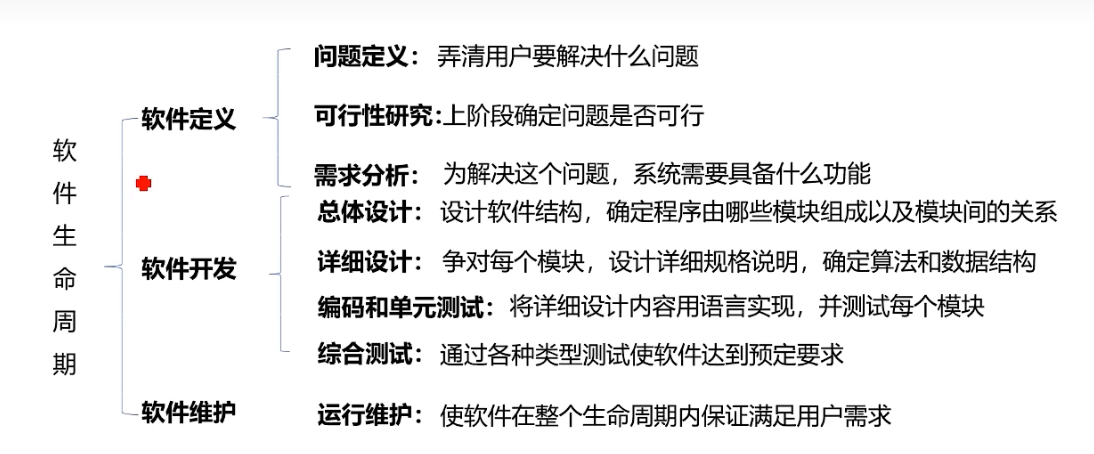 软件生命周期
软件定义
问题定义：弄清用户要解决什么问题
可行性研究：上阶段确定问题是否可行
需求分析：为解决这个问题，系统需要具备什么功能
软件开发
总体设计：设计软件结构，确定程序由哪些模块组成以及模块间的关系
详细设计：争对每个模块，设计详细规格说明，确定算法和数据结构
编码和单元测试：将详细设计内容用语言实现，并测试每个模块
综合测试：通过各种类型测试使软件达到预定要求
软件维护
运行维护：使软件在整个生命周期内保证满足用户需求